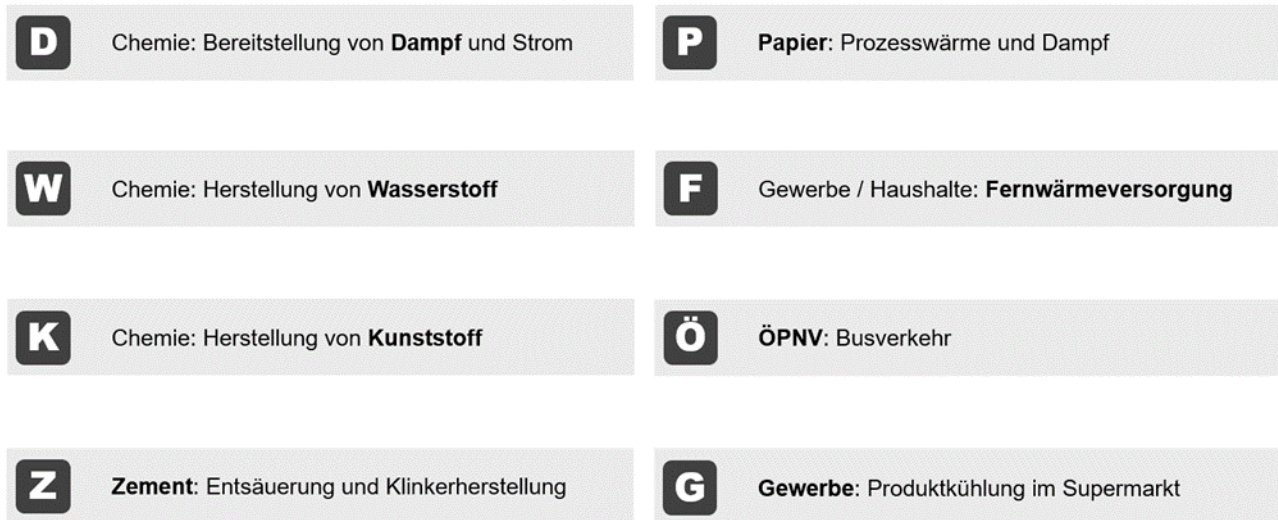 D Chemie: Bereitstellung von Dampf und Strom
P Papier: Prozesswärme und Dampf
W Chemie: Herstellung von Wasserstoff
F Gewerbe / Haushalte: Fernwärmeversorgung
K Chemie: Herstellung von Kunststoff
Ö ÖPNV: Busverkehr
Z Zement: Entsäuerung und Klinkerherstellung
G Gewerbe: Produktkühlung im Supermarkt